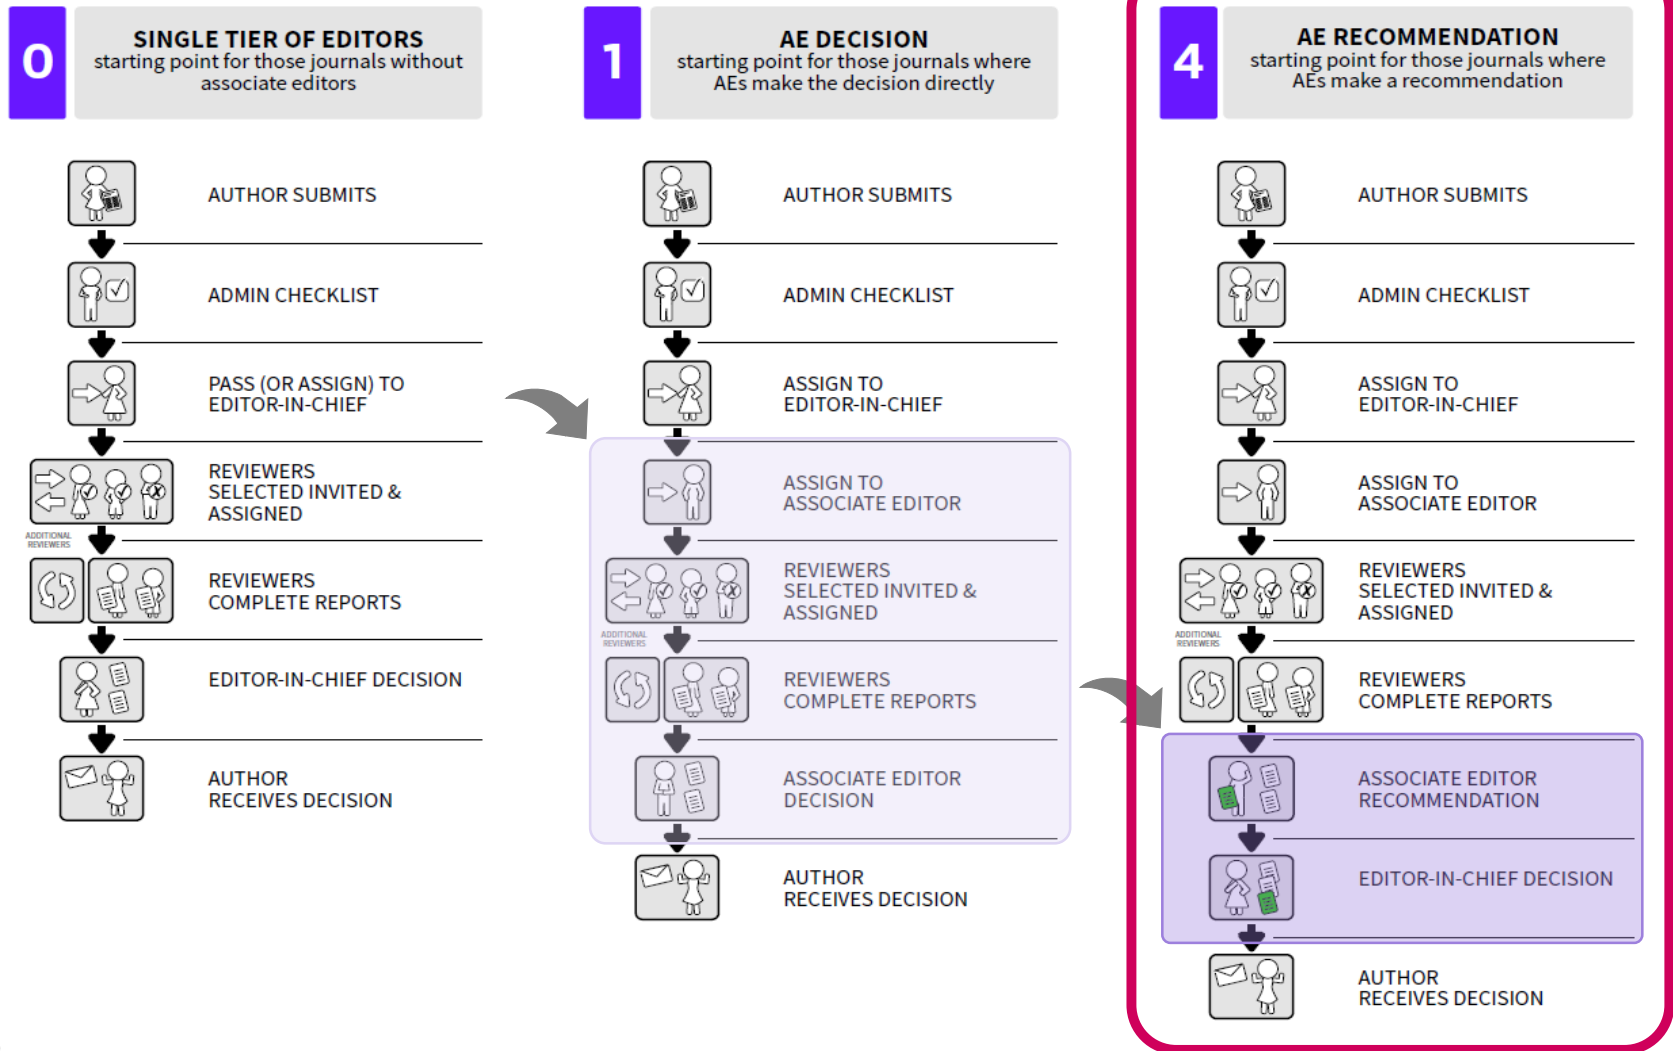 0
SINGLE TIER OF EDITORS
starting point for those journals without
associate editors
AUTHOR SUBMITS
ADMIN CHECKLIST
PASS (OR ASSIGN) TO
EDITOR-IN-CHIEF
REVIEWERS
SELECTED INVITED &
ASSIGNED
ADDITIONAL
REVIEWERS
REVIEWERS
COMPLETE REPORTS
EDITOR-IN-CHIEF DECISION
AUTHOR
RECEIVES DECISION
1
AE DECISION
starting point for those journals where
AEs make the decision directly
AUTHOR SUBMITS
ADMIN CHECKLIST
ASSIGN TO
EDITOR-IN-CHIEF
ASSIGN TO
ASSOCIATE EDITOR
REVIEWERS
SELECTED INVITED &
ASSIGNED
ADDITIONAL
REVIEWERS
REVIEWERS
COMPLETE REPORTS
ASSOCIATE EDITOR
DECISION
AUTHOR
RECEIVES DECISION
4
AE RECOMMENDATION
starting point for those journals where
AEs make a recommendation
AUTHOR SUBMITS
ADMIN CHECKLIST
ASSIGN TO
EDITOR-IN-CHIEF
ASSIGN TO
ASSOCIATE EDITOR
REVIEWERS
SELECTED INVITED &
ASSIGNED
ADDITIONAL
REVIEWERS
REVIEWERS
COMPLETE REPORTS
ASSOCIATE EDITOR
RECOMMENDATION
EDITOR-IN-CHIEF DECISION
AUTHOR
RECEIVES DECISION